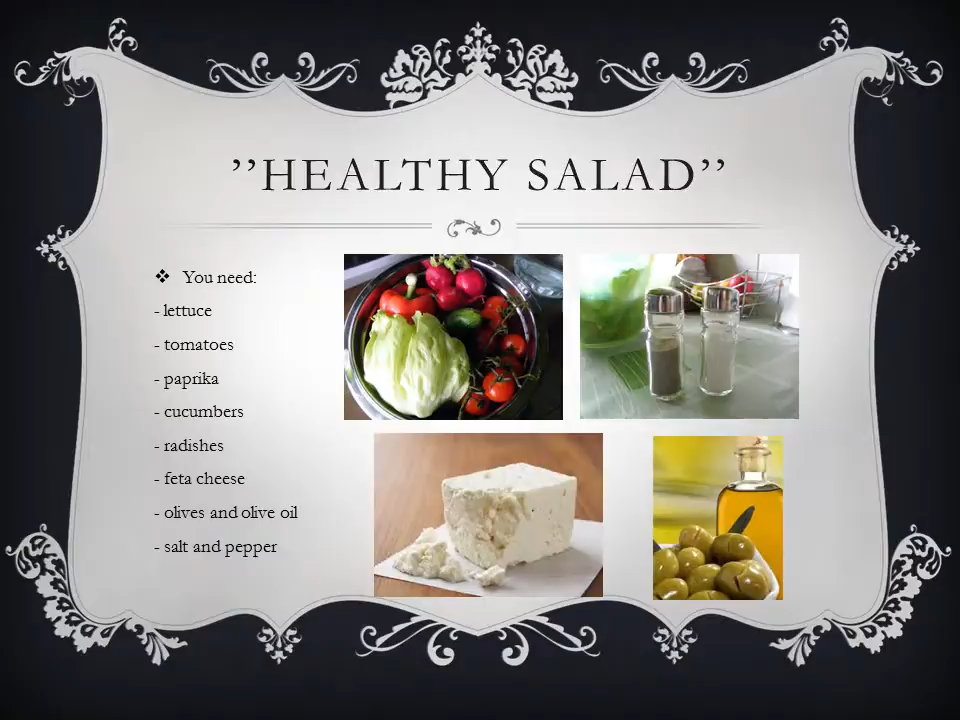 ’’HEALTHY SALAD’’
❖ You need:
- lettuce
- tomatoes
- paprika
- cucumbers
- radishes
- feta cheese
- olives and olive oil
- salt and pepper